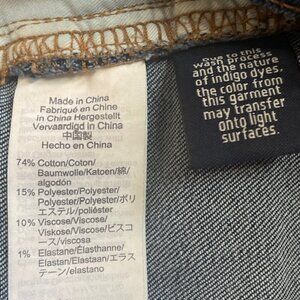 Made in China
Fabriqué en Chine
in China Hergestellt
Vervaardigd in China
中国製
Hecho en China
74% Cotton/Coton/
Baumwolle/Katoen/綿/
algodón
15% Polyester/Polyester/
Polyester/Polyester/ポリ
エステル/poliéster
10% Viscose/Viscose/
Viskose/Viscose/ビスコ
ース/viscosa
1% Elastane/Élasthanne/
Elastan/Elastaan/エラス
テーン/elastano
Due to this
wash process
and the nature
of indigo dyes,
the color from
this garment
may transfer
onto light
surfaces.